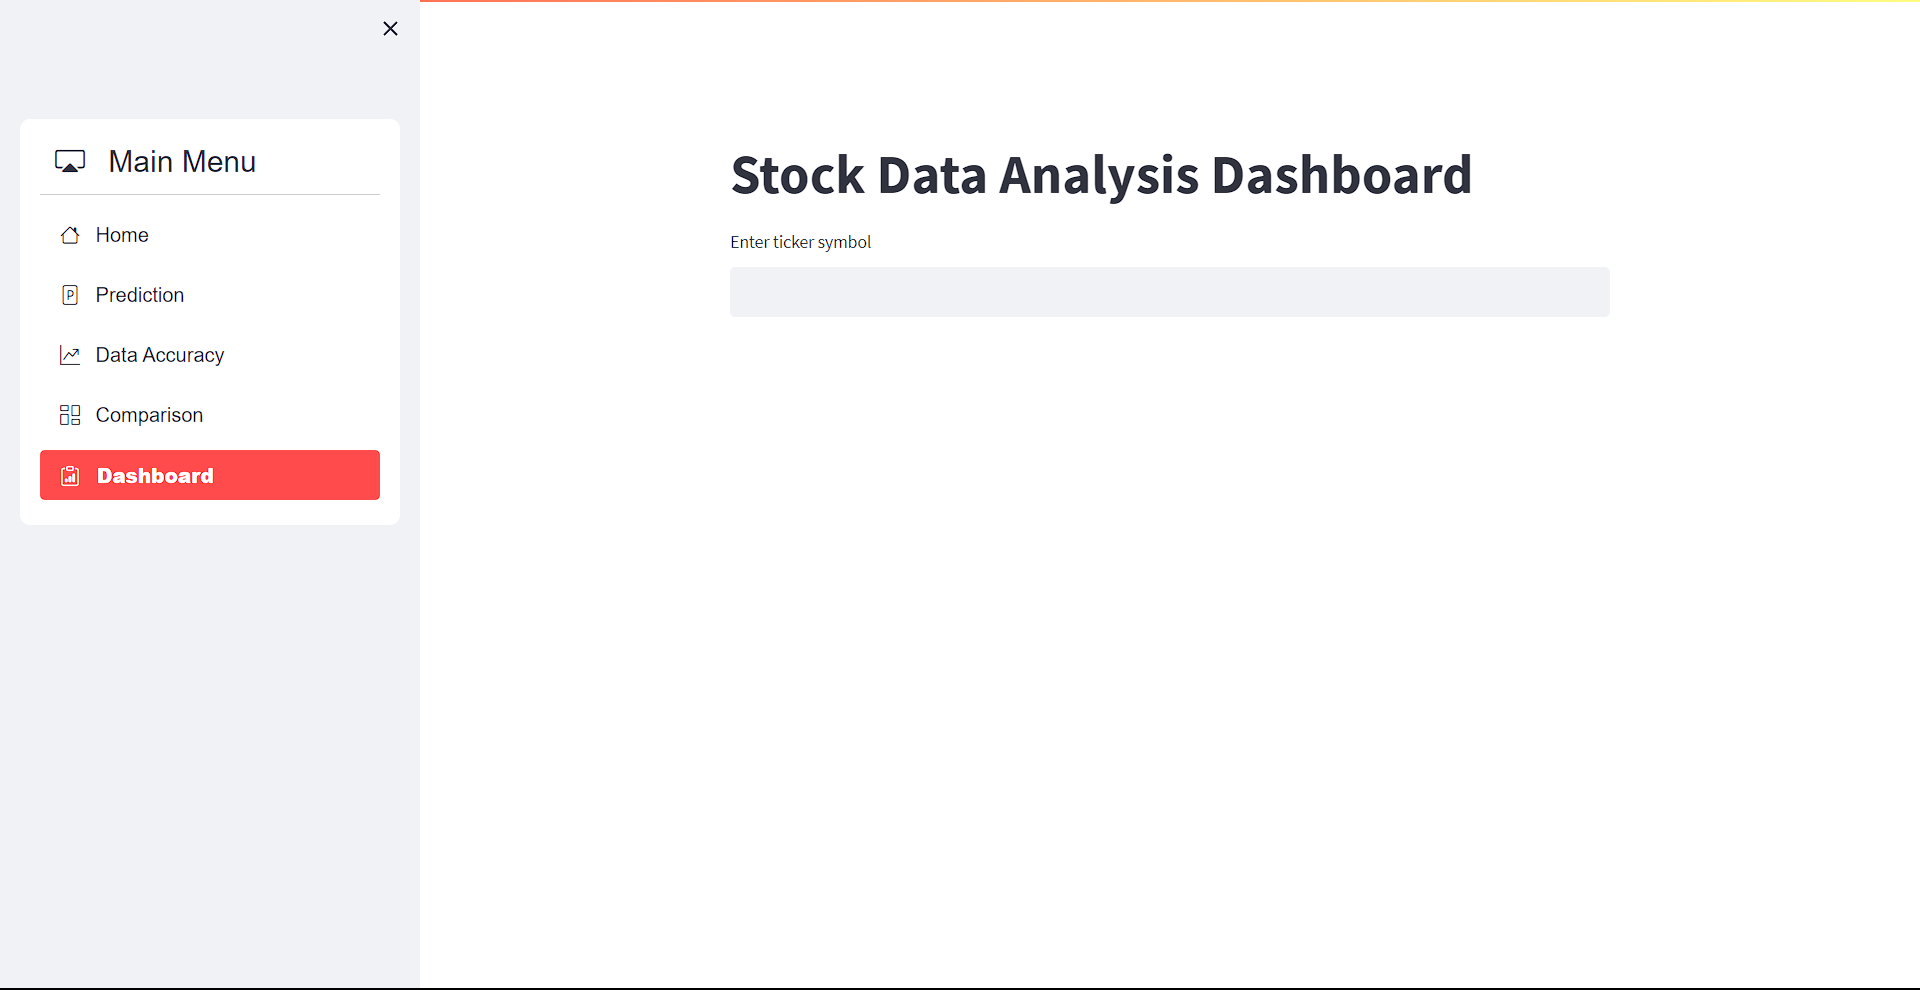 Main Menu
Home
Prediction
Data Accuracy
Comparison
Dashboard
Stock Data Analysis Dashboard
Enter ticker symbol